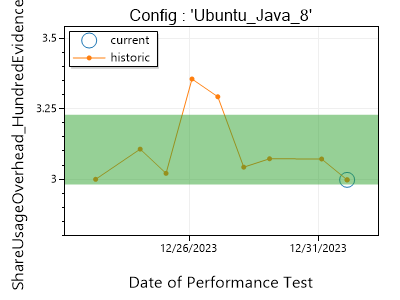 Config : 'Ubuntu_Java_8'
current
historic
ShareUsageOverhead_HundredEvidence
3.5
3.25
3
12/26/2023
12/31/2023
Date of Performance Test